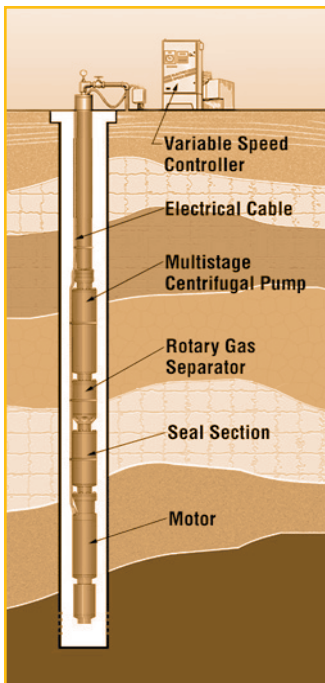 Variable Speed
Controller
Electrical Cable
Multistage
Centrifugal Pump
Rotary Gas
Separator
Seal Section
Motor